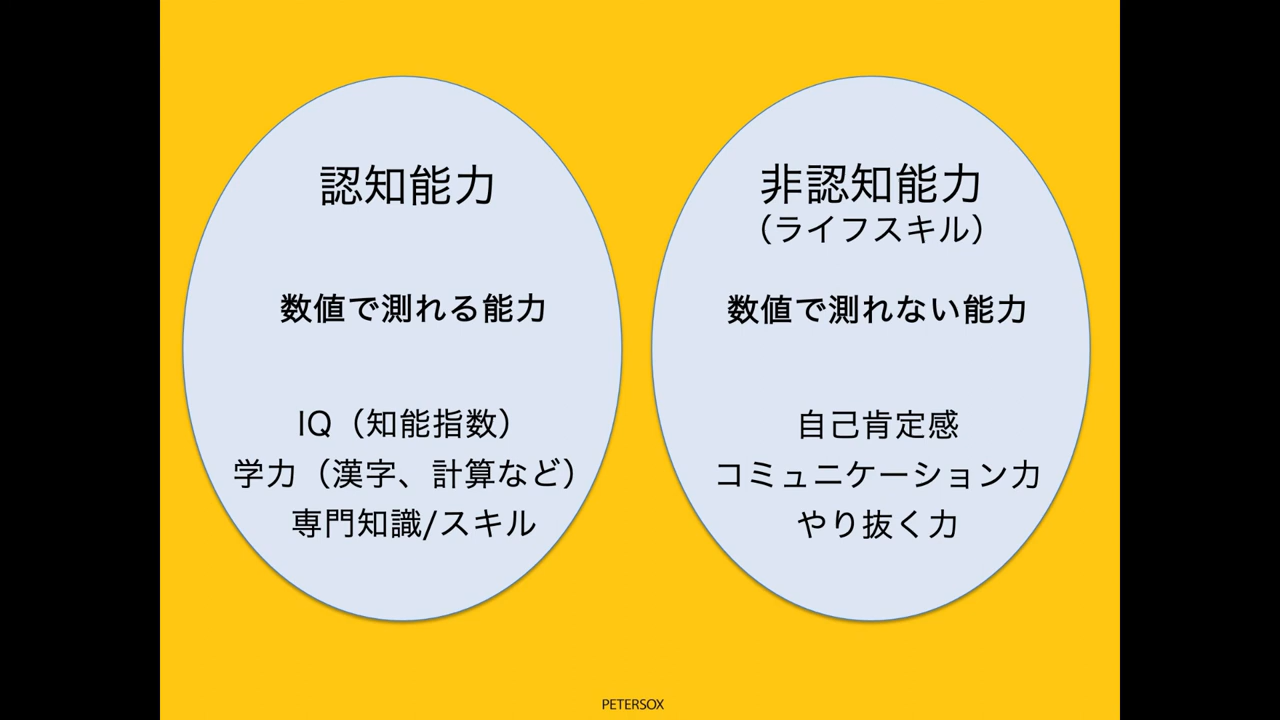 認知能力
数値で測れる能力
IQ（知能指数）
学力（漢字、計算など）
専門知識/スキル
非認知能力
（ライフスキル）
数値で測れない能力
自己肯定感
コミュニケーション力
やり抜く力
PETERSOX